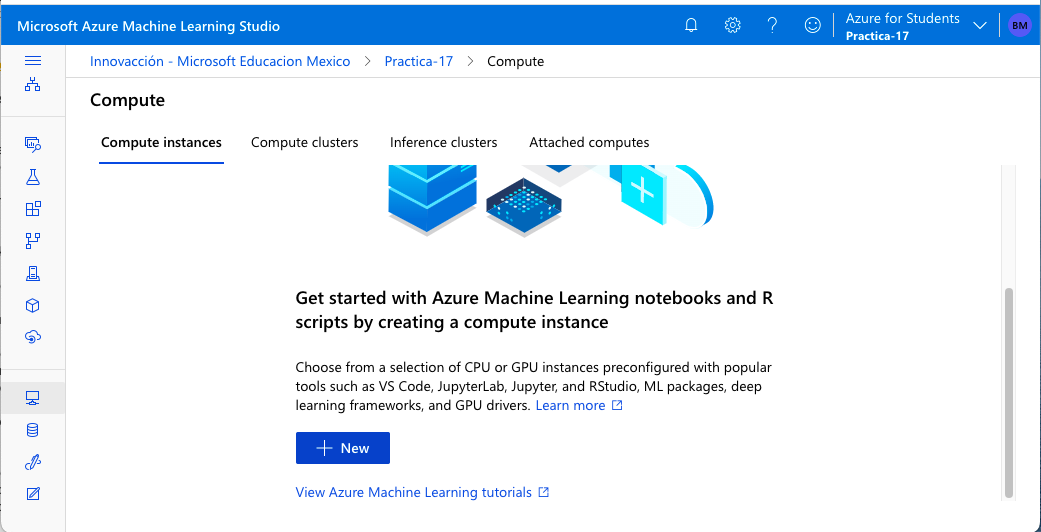 Microsoft Azure Machine Learning Studio
Azure for Students
Practica-17
BM
Innovacción - Microsoft Educacion Mexico > Practica-17 > Compute
Compute
Compute instances Compute clusters Inference clusters Attached computes
Get started with Azure Machine Learning notebooks and R
scripts by creating a compute instance
Choose from a selection of CPU or GPU instances preconfigured with popular
tools such as VS Code, JupyterLab, Jupyter, and RStudio, ML packages, deep
learning frameworks, and GPU drivers. Learn more
New
View Azure Machine Learning tutorials